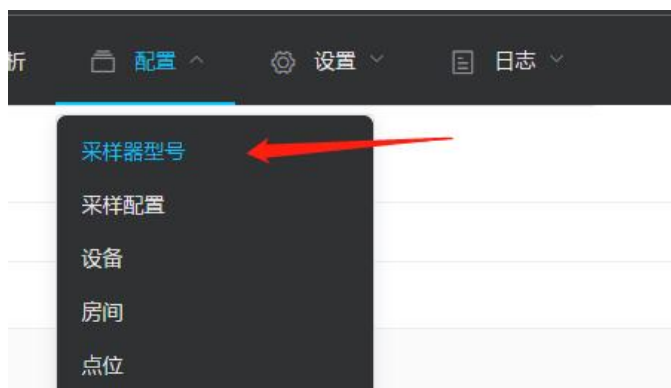 析 配置 设置 日志
采样器型号
采样配置
设备
房间
点位